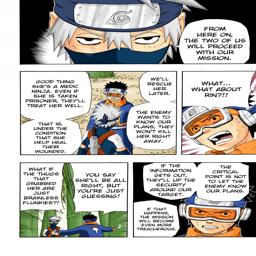 FROM
HERE ON,
THE TWO OF US
WILL PROCEED
WITH OUR
MISSION.
WHAT...
WHAT ABOUT
RIN?!!
WE'LL
RESCUE
HER
LATER.
THE ENEMY
WANTS TO
KNOW OUR
PLANS, THEY
WON'T KILL
HER RIGHT
AWAY.
GOOD THING
SHE'S A MEDIC
NINJA. EVEN IF
SHE IS TAKEN
PRISONER, THEY'LL
TREAT HER WELL.
THAT IS,
UNDER THE
CONDITION
THAT SHE
HELP HEAL
THEIR
WOUNDED.
THE
CRITICAL
POINT IS NOT
TO LET THE
ENEMY KNOW
OUR PLANS.
IF THE
INFORMATION
GETS OUT,
THEY'LL UP THE
SECURITY
AROUND OUR
TARGET.
IF THAT
HAPPENS,
THE MISSION
WILL BECOME
EVEN MORE
TREACHEROUS.
YOU SAY
SHE'LL BE ALL
RIGHT, BUT
YOU'RE JUST
GUESSING!
WHAT IF
THE THUGS
THAT
GRABBED
HER ARE
JUST
BRAINLESS
FLUNKIES?!